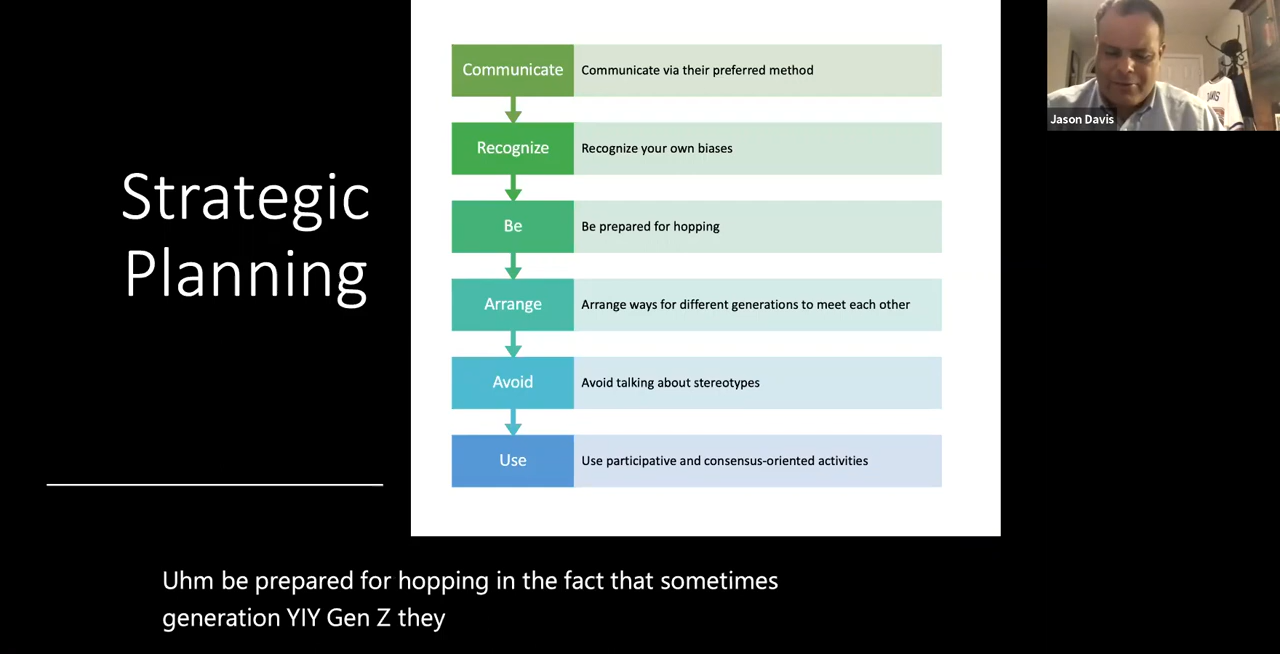 Strategic
Planning
Communicate
Communicate via their preferred method
Recognize
Recognize your own biases
Be
Be prepared for hopping
Arrange
Arrange ways for different generations to meet each other
Avoid
Avoid talking about stereotypes
Use
Use participative and consensus-oriented activities
Jason Davis
Uhm be prepared for hopping in the fact that sometimes
generation YIY Gen Z they